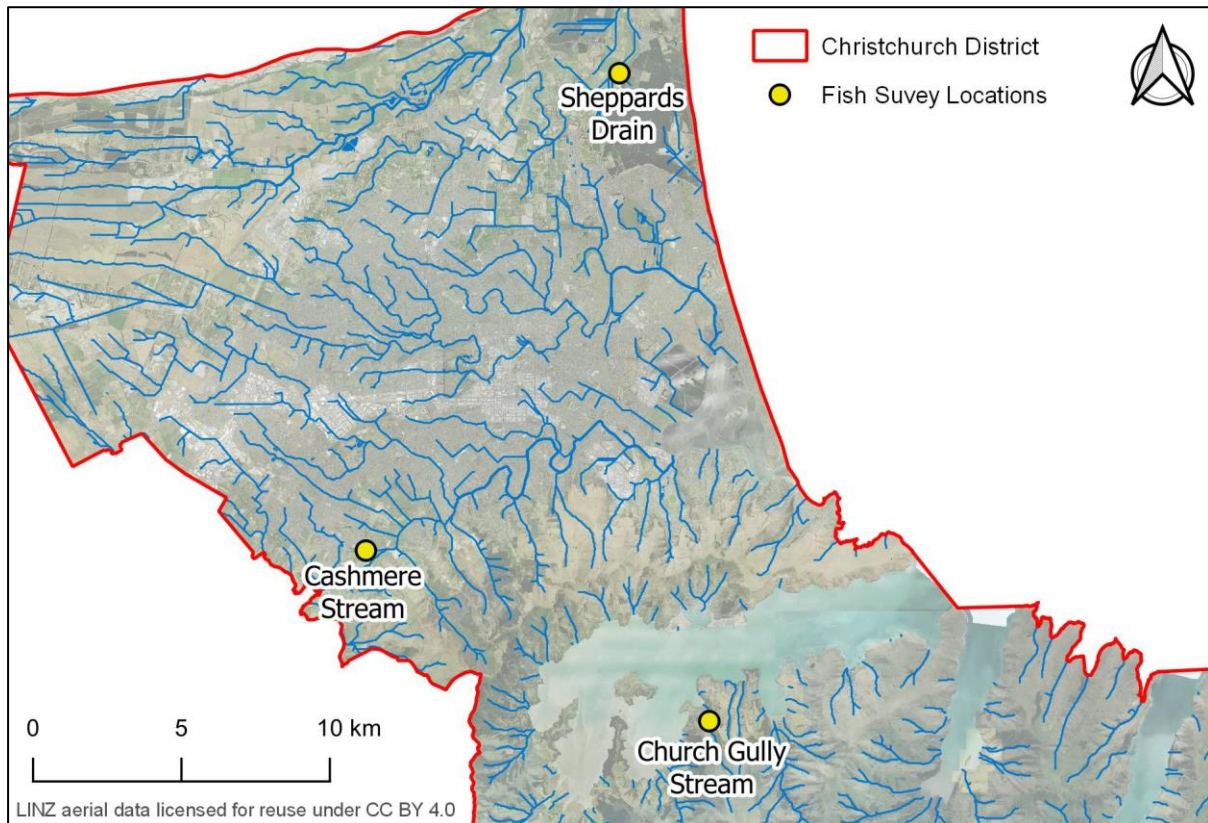 Christchurch District
Fish Suvey Locations
Sheppards
Drain
Cashmere
Stream
Church Gully
Stream
0 5 10 km
LINZ aerial data licensed for reuse under CC BY 4.0